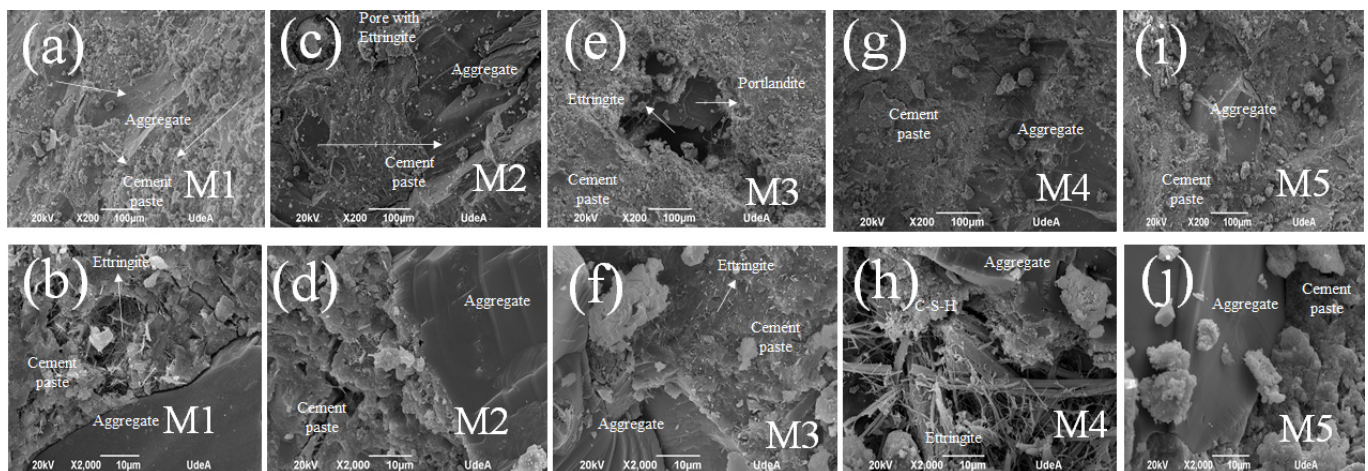 (a)
Aggregate
Cement
paste
M1
20kV X200 100μm UdeA
(c)
Pore with
Ettringite
Aggregate
Cement
paste
M2
20kV X200 100μm UdeA
(e)
Ettringite
Portlandite
Cement
paste
M3
20kV X200 100μm UdeA
(g)
Cement
paste
Aggregate
M4
20kV X200 100μm UdeA
(i)
Aggregate
Cement
paste
M5
20kV X200 100μm UdeA
(b)
Ettringite
Cement
paste
Aggregate
M1
20kV X2,000 10μm UdeA
(d)
Aggregate
Cement
paste
M2
20kV X2,000 10μm UdeA
(f)
Ettringite
Cement
paste
Aggregate
M3
20kV X2,000 10μm UdeA
(h)
Aggregate
C-S-H
Ettringite
M4
20kV X2,000 10μm UdeA
(j)
Aggregate
Cement
paste
M5
20kV X2,000 10μm UdeA